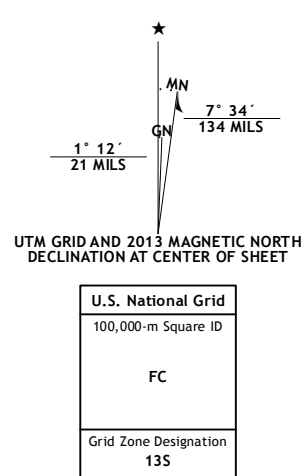 MN
GN
7° 34´
134 MILS
1° 12´
21 MILS
UTM GRID AND 2013 MAGNETIC NORTH
DECLINATION AT CENTER OF SHEET
U.S. National Grid
100,000-m Square ID
FC
Grid Zone Designation
13S